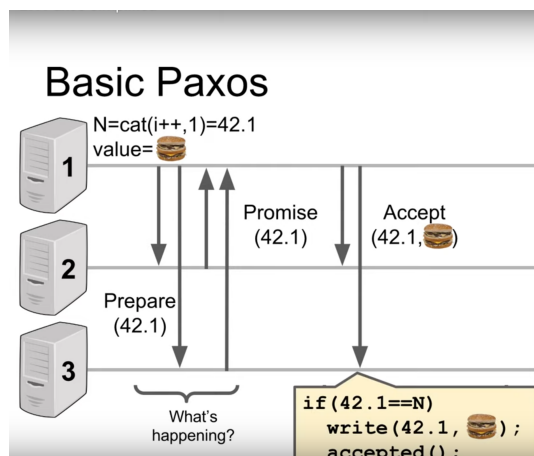 Basic Paxos
N=cat(i++,1)=42.1
value=
1
Promise
(42.1)
Accept
(42.1, )
2
Prepare
(42.1)
3
What's
happening?
if(42.1==N)
write(42.1, );
accepted();